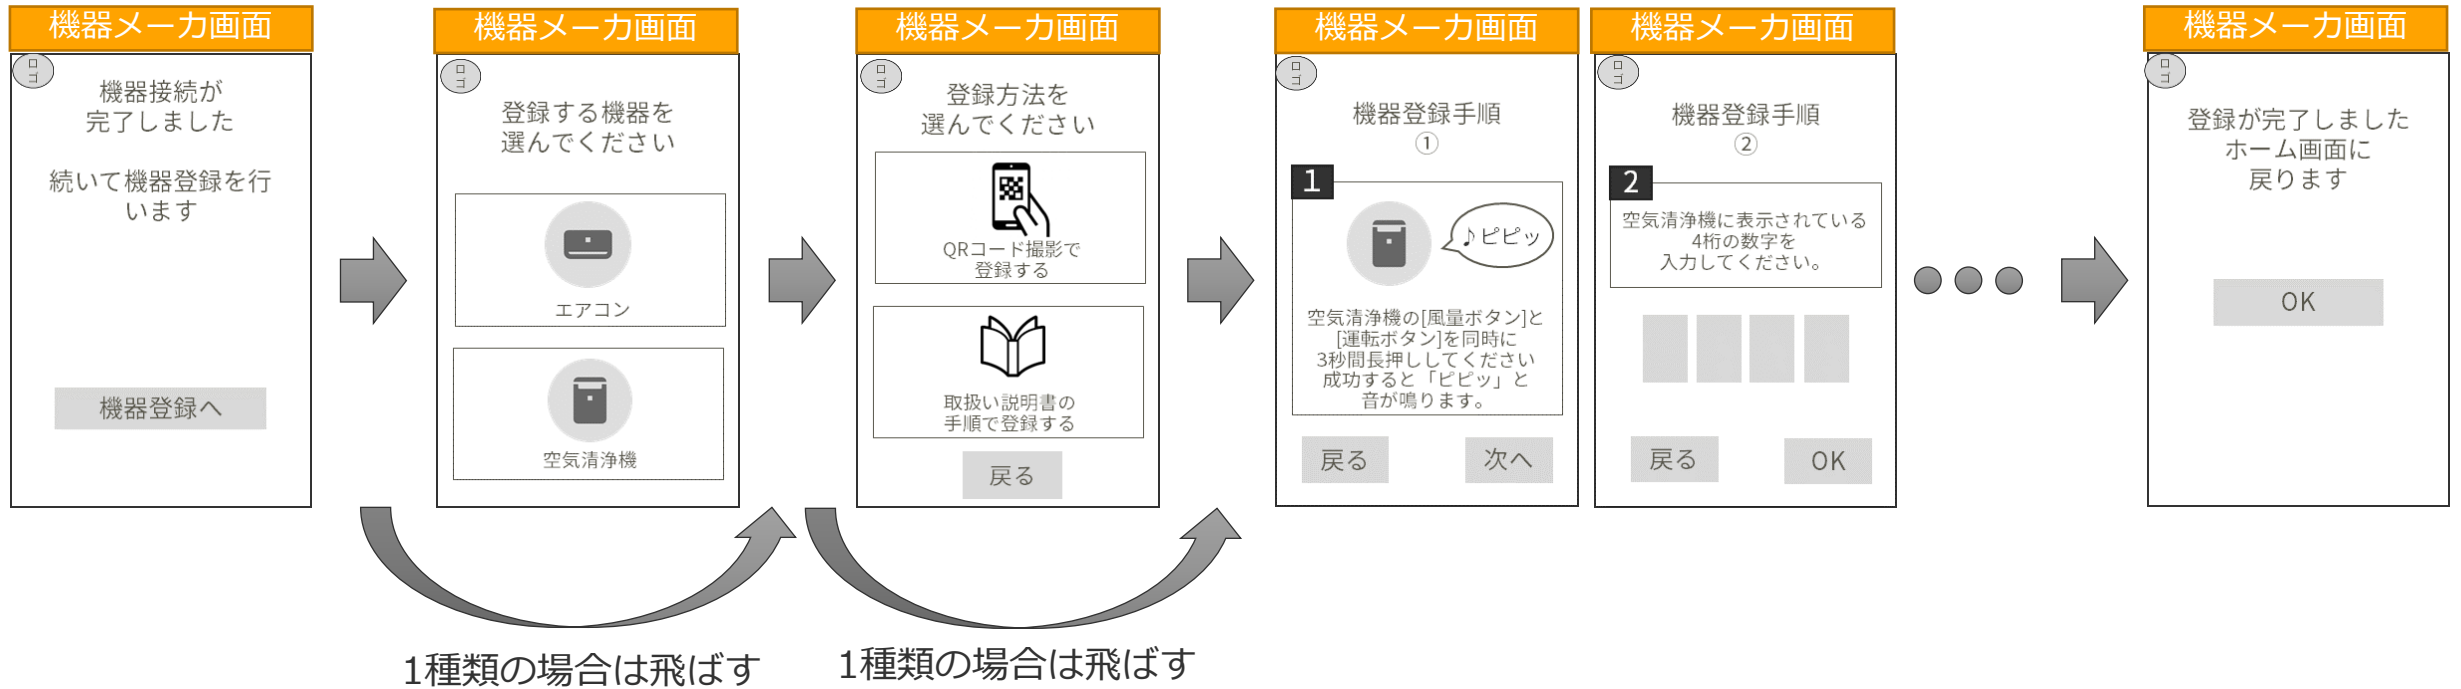 機器メーカ画面
ロゴ
機器接続が
完了しました
続いて機器登録を行
います
機器登録へ
機器メーカ画面
ロゴ
登録する機器を
選んでください
エアコン
空気清浄機
機器メーカ画面
ロゴ
登録方法を
選んでください
QRコード撮影で
登録する
取扱い説明書の
手順で登録する
戻る
機器メーカ画面
ロゴ
機器登録手順
①
1
♪ピピッ
空気清浄機の[風量ボタン]と
[運転ボタン]を同時に
3秒間長押ししてください
成功すると「ピピッ」と
音が鳴ります。
戻る
次へ
機器メーカ画面
ロゴ
機器登録手順
②
2
空気清浄機に表示されている
4桁の数字を
入力してください。
戻る
OK
機器メーカ画面
ロゴ
登録が完了しました
ホーム画面に
戻ります
OK
1種類の場合は飛ばす
1種類の場合は飛ばす